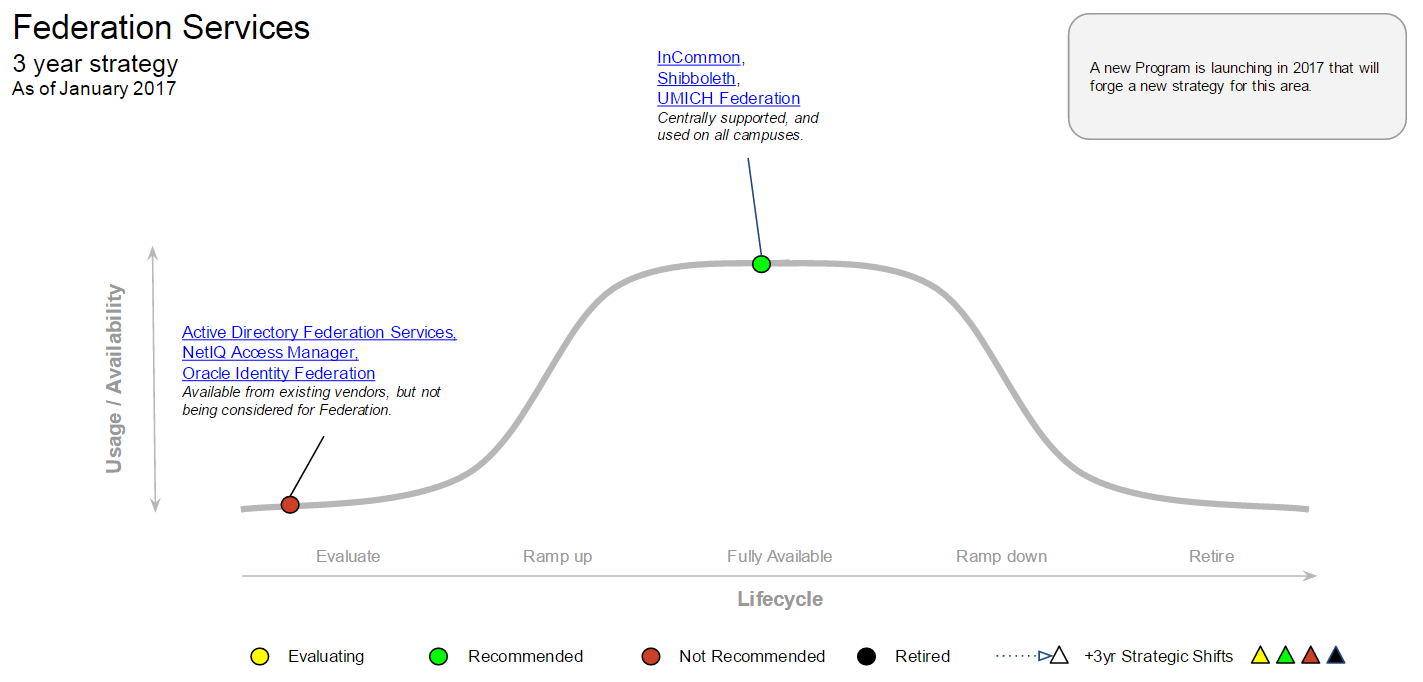 Federation Services
3 year strategy
As of January 2017
InCommon,
Shibboleth,
UMICH Federation
Centrally supported, and
used on all campuses.
A new Program is launching in 2017 that will
forge a new strategy for this area.
Usage / Availability
Active Directory Federation Services,
NetIQ Access Manager,
Oracle Identity Federation
Available from existing vendors, but not
being considered for Federation.
Evaluate Ramp up Fully Available Ramp down Retire
Lifecycle
Evaluating Recommended Not Recommended Retired +3yr Strategic Shifts